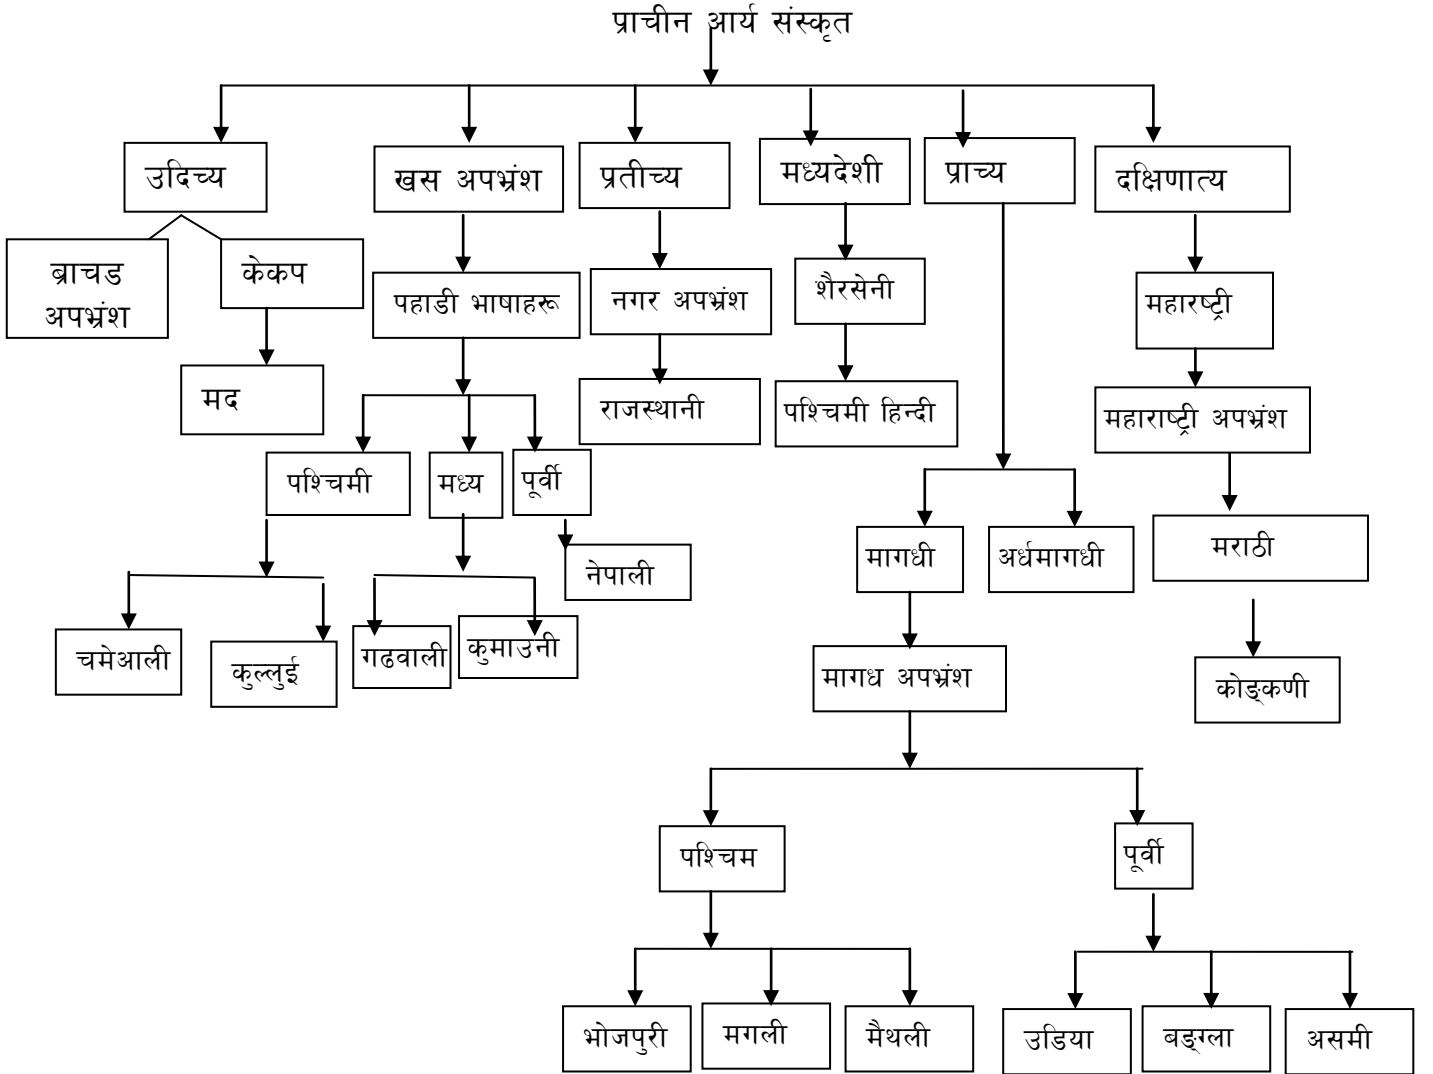 प्राचीन आर्य संस्कृत
उदिच्य
खस अपभ्रंश
प्रतीच्य
मध्यदेशी
प्राच्य
दक्षिणात्य
ब्राचड
अपभ्रंश
केकप
पहाडी भाषाहरू
नगर अपभ्रंश
शैरसेनी
महारष्ट्री
मद
राजस्थानी
पश्चिमी हिन्दी
महाराष्ट्री अपभ्रंश
पश्चिमी
मध्य
पूर्वी
मागधी
अर्धमागधी
मराठी
नेपाली
चमेआली
कुल्लुई
गढवाली
कुमाउनी
मागध अपभ्रंश
कोङ्कणी
पश्चिम
पूर्वी
भोजपुरी
मगली
मैथली
उडिया
बङ्ग्ला
असमी